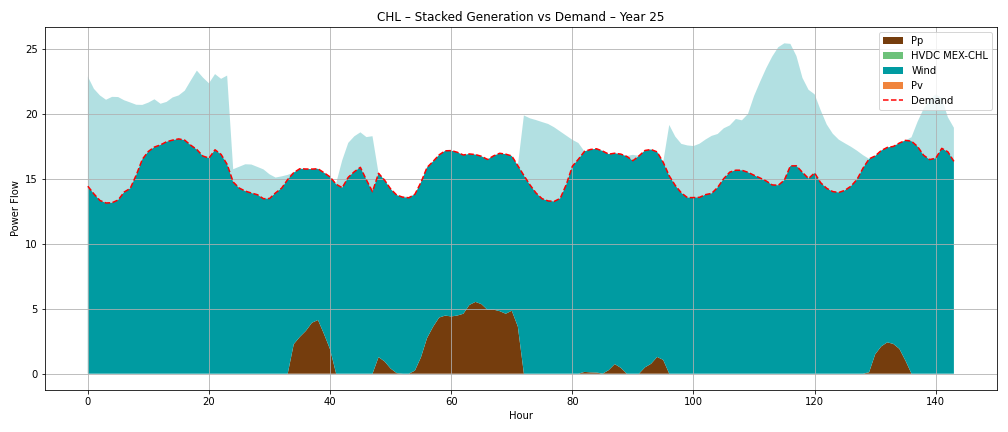 CHL – Stacked Generation vs Demand – Year 25
Pp
HVDC MEX-CHL
Wind
Pv
Demand
Power Flow
25
20
15
10
5
0
0 20 40 60 80 100 120 140
Hour